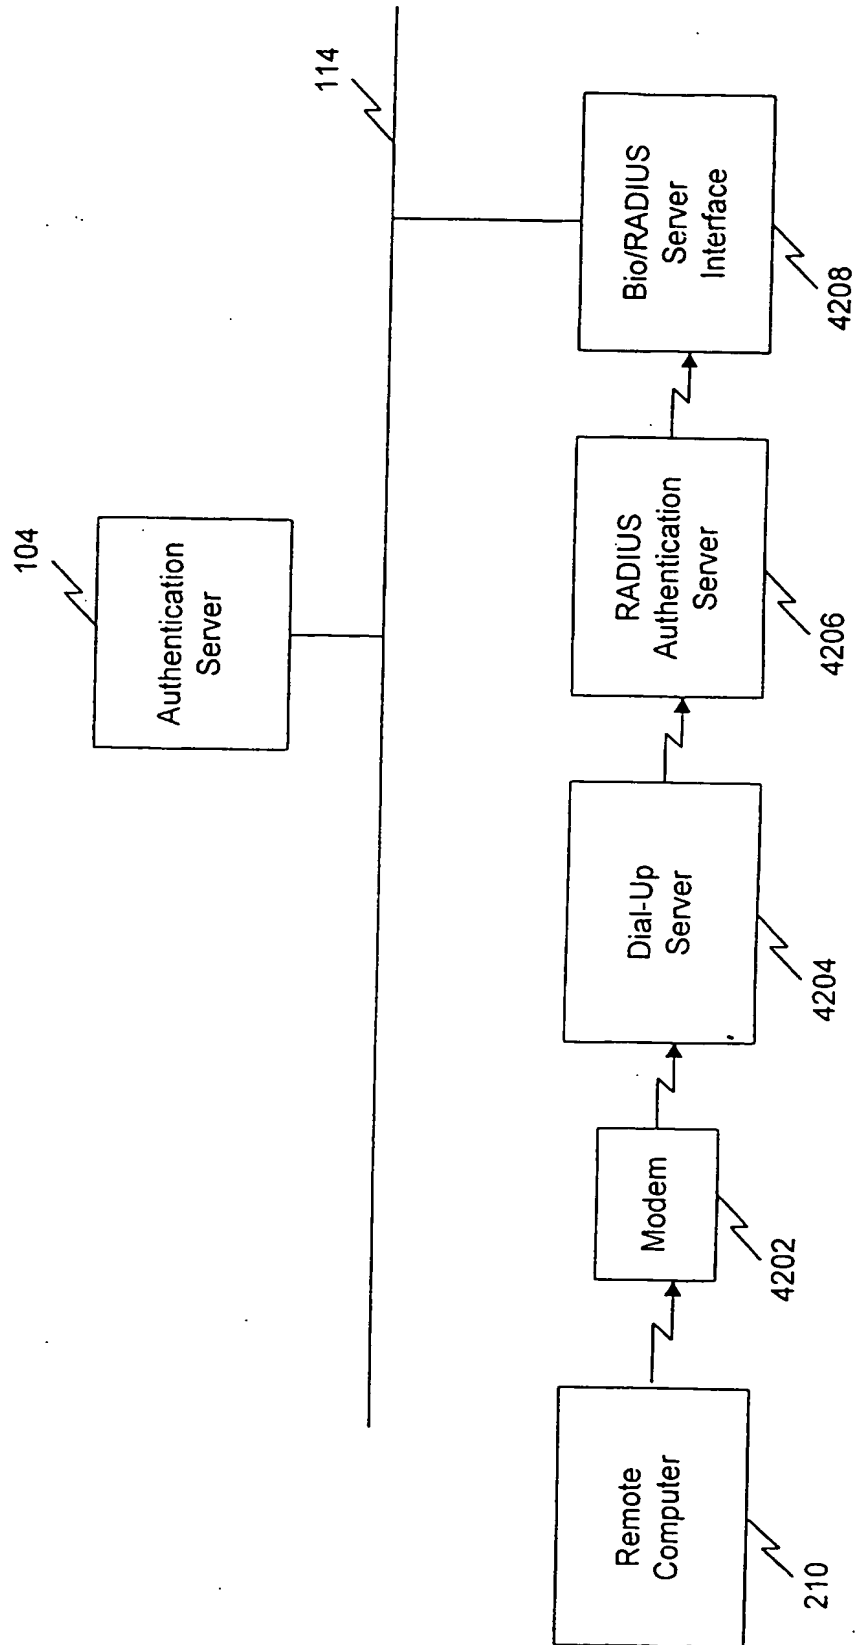 104
Authentication
Server
114
Remote
Computer
210
Modem
4202
Dial-Up
Server
4204
RADIUS
Authentication
Server
4206
Bio/RADIUS
Server
Interface
4208